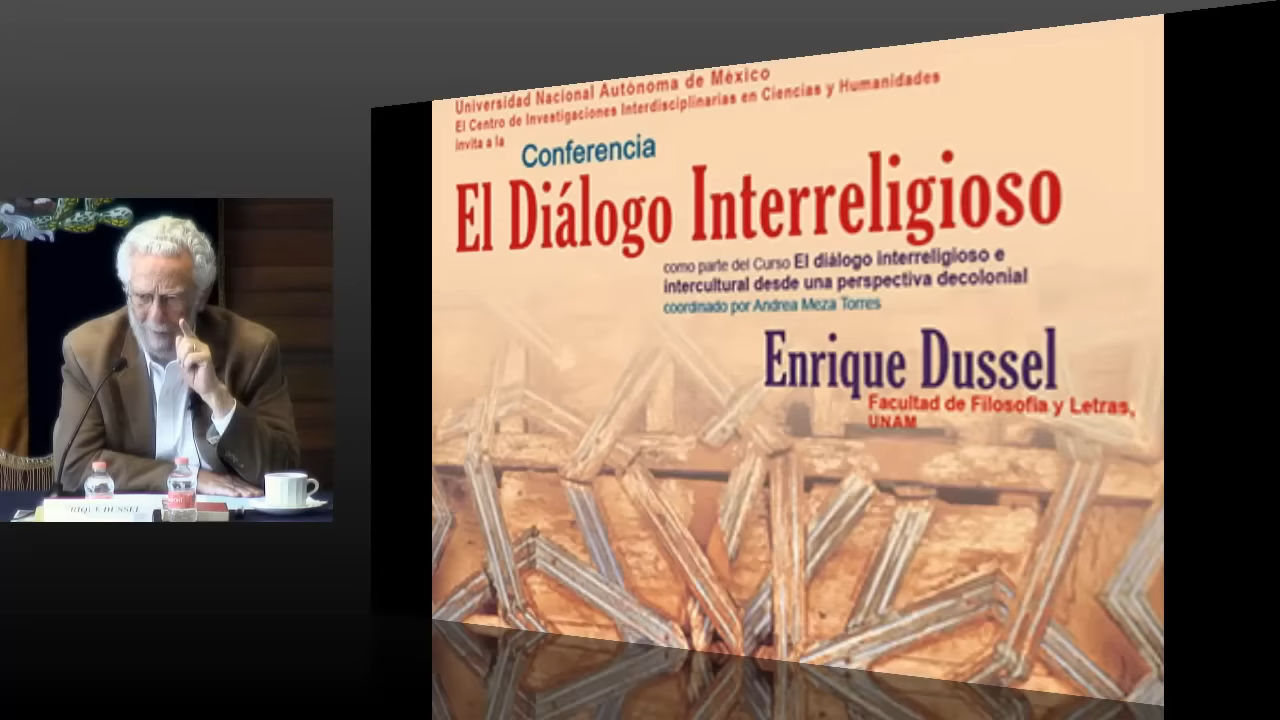 Universidad Nacional Autónoma de México
El Centro de Investigaciones Interdisciplinarias en Ciencias y Humanidades
invita a la
Conferencia
El Diálogo Interreligioso
como parte del Curso El diálogo interreligioso e
intercultural desde una perspectiva decolonial
coordinado por Andrea Meza Torres
Enrique Dussel
Facultad de Filosofía y Letras,
UNAM
RIQUE DUSSEL